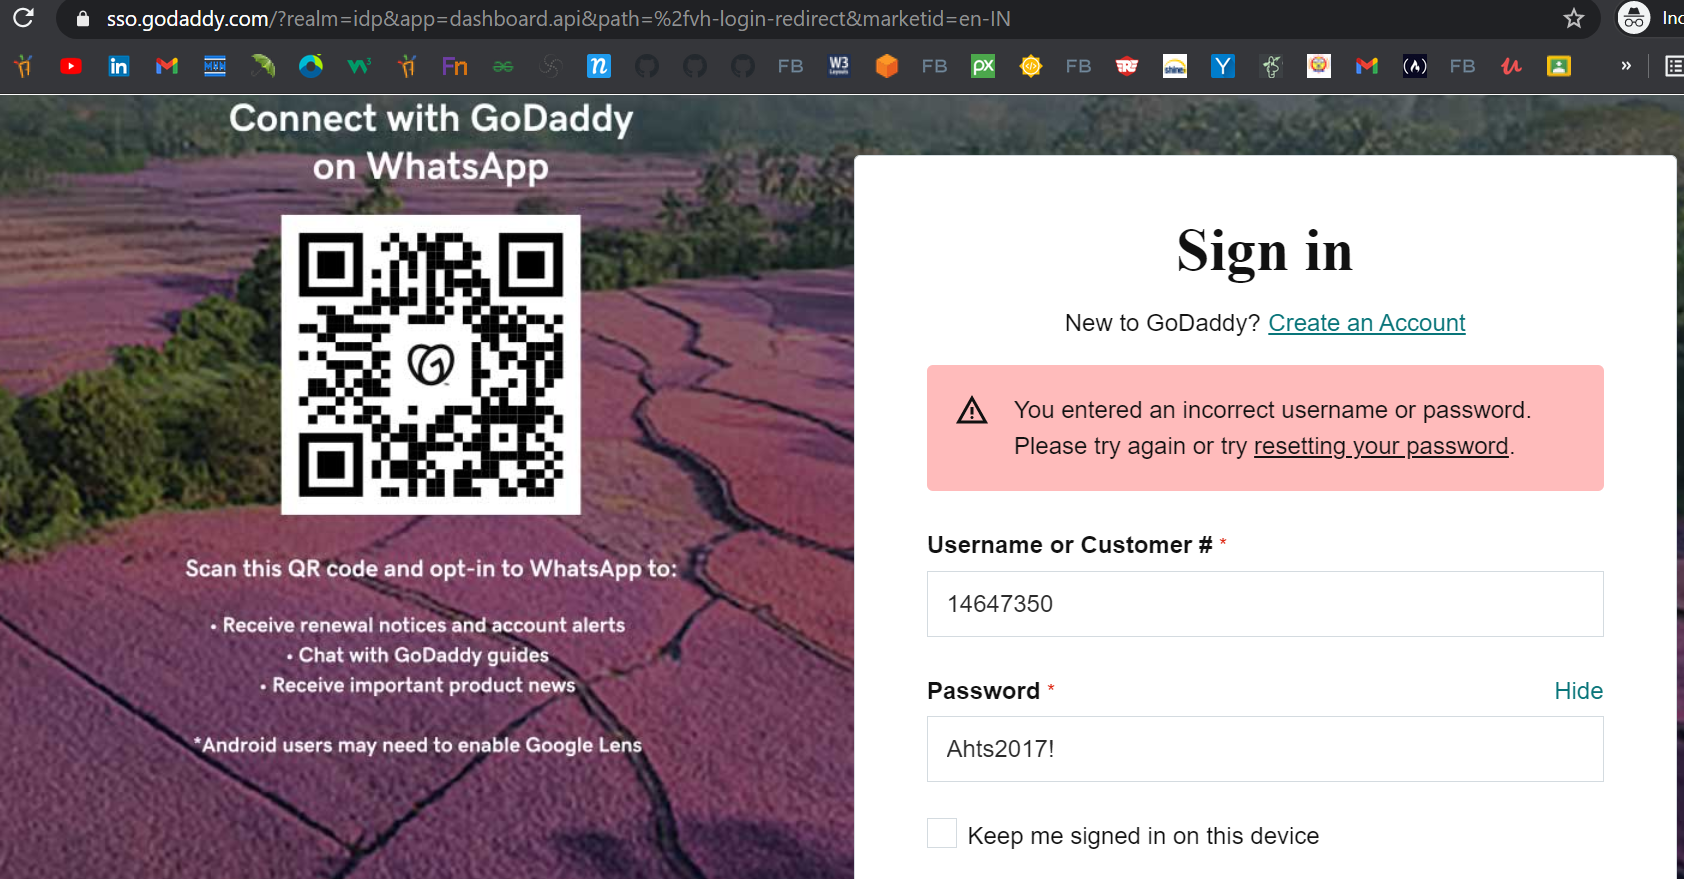 sso.godaddy.com/?realm=idp&app=dashboard.api&path=%2fvh-login-redirect&marketid=en-IN
FB W3 Layouts FB px FB shine Y FB »
Connect with GoDaddy
on WhatsApp
Scan this QR code and opt-in to WhatsApp to:
• Receive renewal notices and account alerts
• Chat with GoDaddy guides
• Receive important product news
*Android users may need to enable Google Lens
Sign in
New to GoDaddy? Create an Account
You entered an incorrect username or password.
Please try again or try resetting your password.
Username or Customer # *
14647350
Password *
Hide
Ahts2017!
Keep me signed in on this device